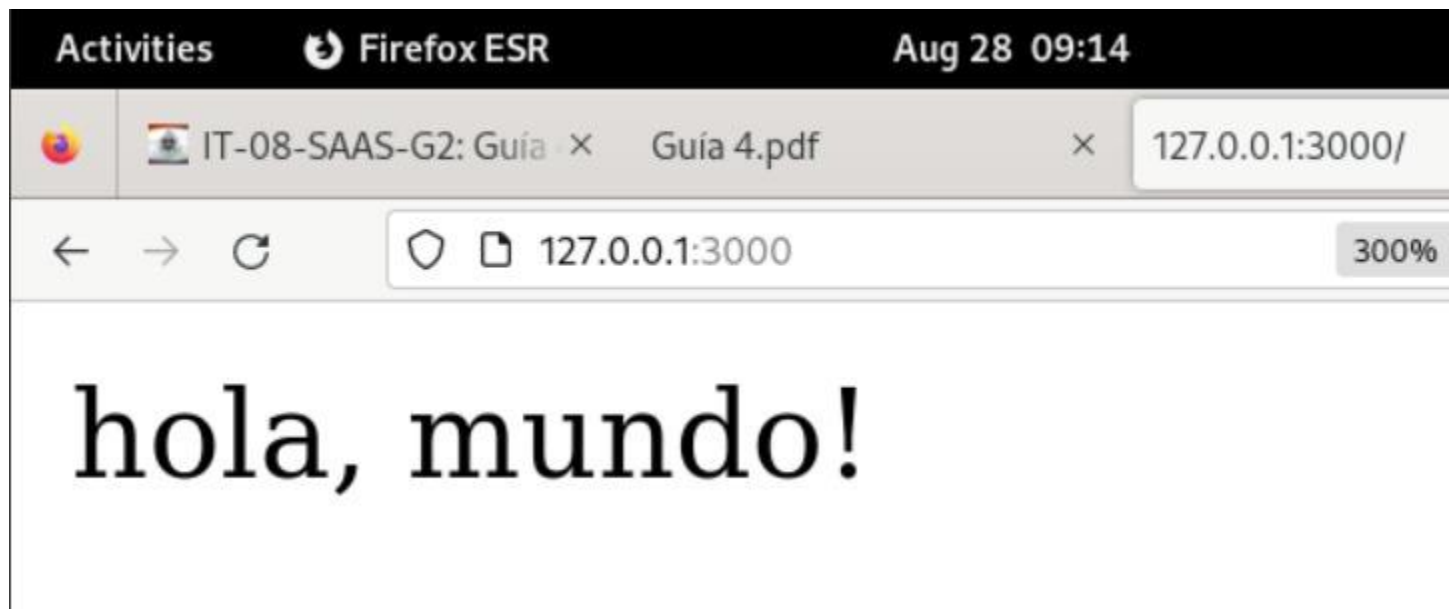 Activities Firefox ESR Aug 28 09:14
IT-08-SAAS-G2: Guía Guía 4.pdf 127.0.0.1:3000/
127.0.0.1:3000 300%
hola, mundo!